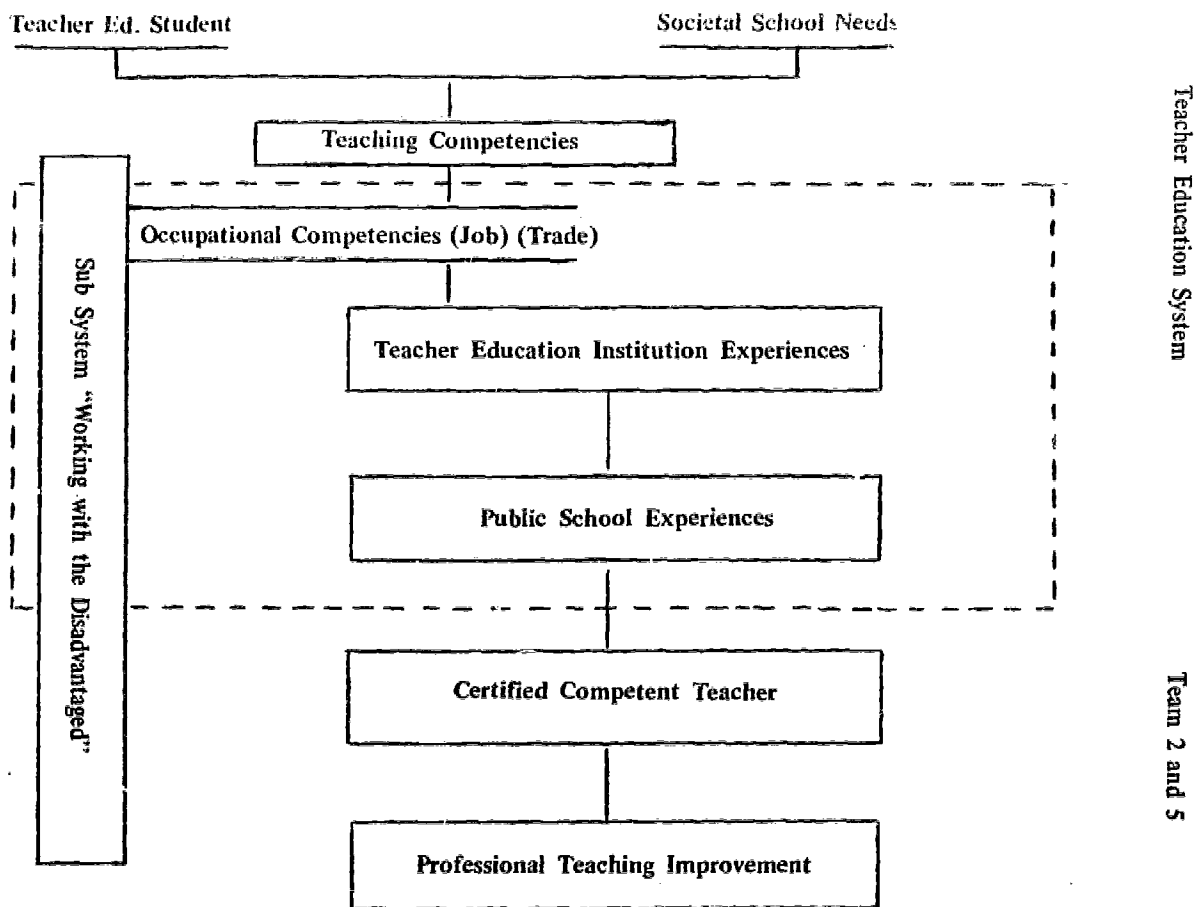 Teacher Ed. Student
Societal School Needs
Teaching Competencies
Occupational Competencies (Job) (Trade)
Teacher Education Institution Experiences
Public School Experiences
Certified Competent Teacher
Professional Teaching Improvement
Sub System "Working with the Disadvantaged"
Teacher Education System
Team 2 and 5